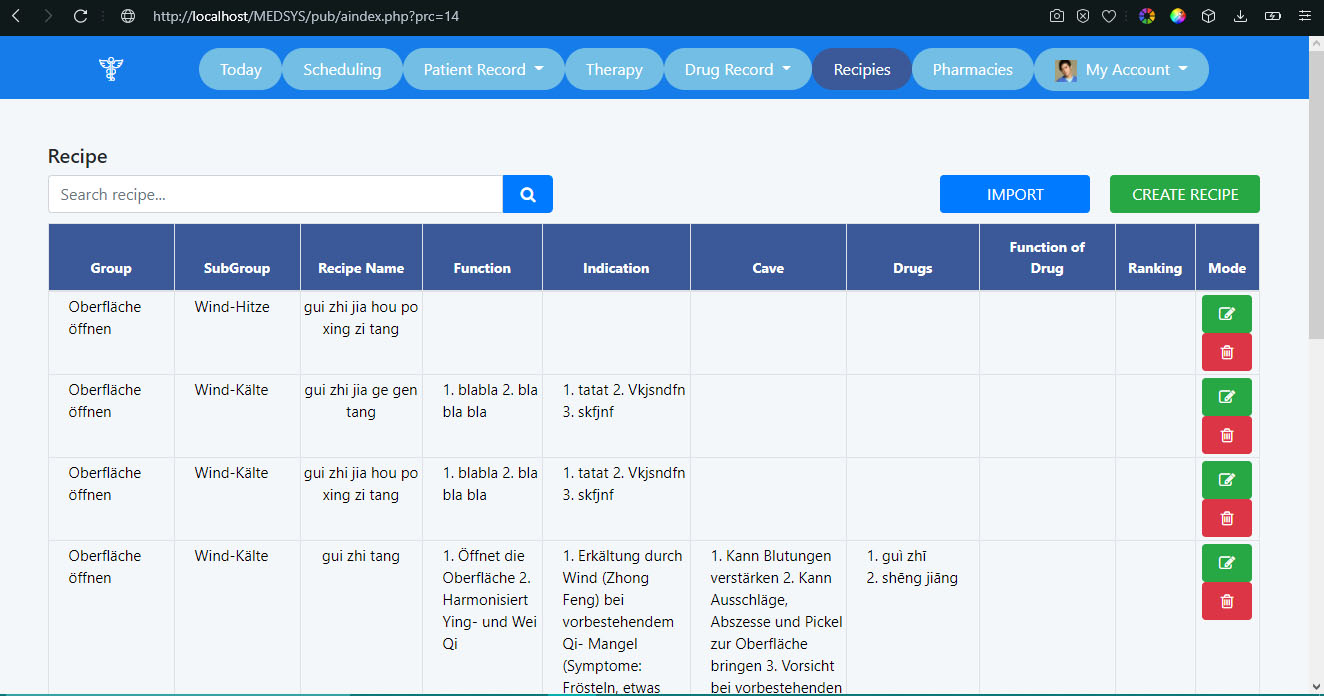 http://localhost/MEDSYS/pub/aindex.php?prc=14
Today Scheduling Patient Record Therapy Drug Record Recipies Pharmacies My Account
Recipe
Search recipe... IMPORT CREATE RECIPE
Group SubGroup Recipe Name Function Indication Cave Drugs Function of Drug Ranking Mode
Oberfläche Wind-Hitze gui zhi jia hou po
öffnen xing zi tang
Oberfläche Wind-Kälte gui zhi jia ge gen 1. blabla 2. bla 1. tatat 2. Vkjsndfn
öffnen tang bla bla 3. skfjnf
Oberfläche Wind-Kälte gui zhi jia hou po 1. blabla 2. bla 1. tatat 2. Vkjsndfn
öffnen xing zi tang bla bla 3. skfjnf
Oberfläche Wind-Kälte gui zhi tang 1. Öffnet die 1. Erkältung durch 1. Kann Blutungen 1. guì zhī
öffnen Oberfläche 2. Wind (Zhong verstärken 2. Kann 2. shēng jiāng
Harmonisiert Feng) bei Ausschläge,
Ying- und Wei vorbestehendem Abszesse und Pickel
Qi Qi- Mangel zur Oberfläche
(Symptome: bringen 3. Vorsicht
Frösteln, etwas bei vorbestehenden